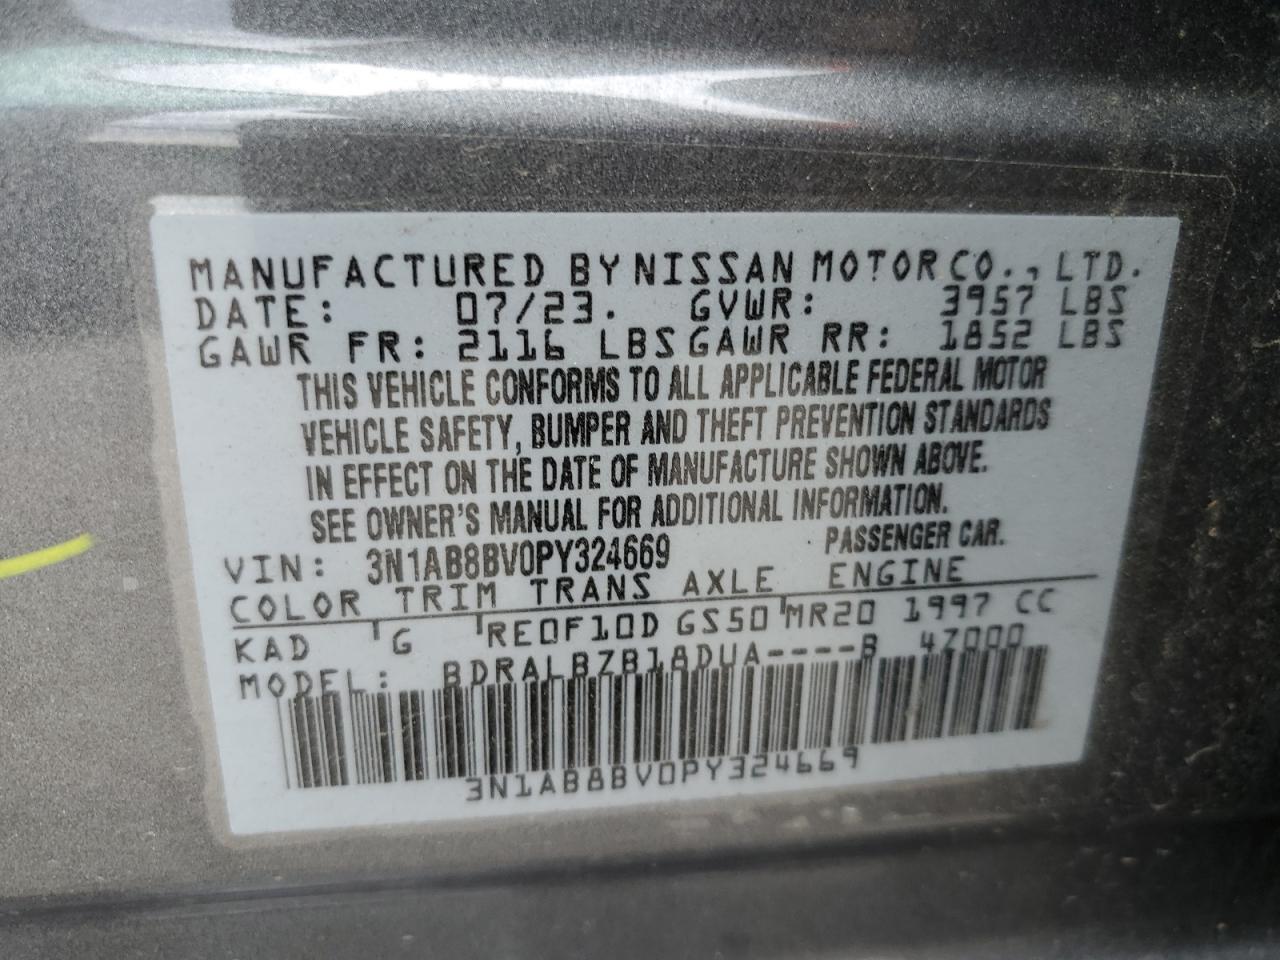 MANUFACTURED BY NISSAN MOTOR CO., LTD.
DATE: 07/23. GVWR: 3957 LBS
GAWR FR: 2116 LBS GAWR RR: 1852 LBS
THIS VEHICLE CONFORMS TO ALL APPLICABLE FEDERAL MOTOR
VEHICLE SAFETY, BUMPER AND THEFT PREVENTION STANDARDS
IN EFFECT ON THE DATE OF MANUFACTURE SHOWN ABOVE.
SEE OWNER'S MANUAL FOR ADDITIONAL INFORMATION.
VIN: 3N1AB8BV0PY324669 PASSENGER CAR.
COLOR TRIM TRANS AXLE ENGINE
KAD G RE0F10D GS50 MR20 1997 CC
MODEL: BDRALBZB18DUA----B 4Z000
3N1AB8BV0PY324669